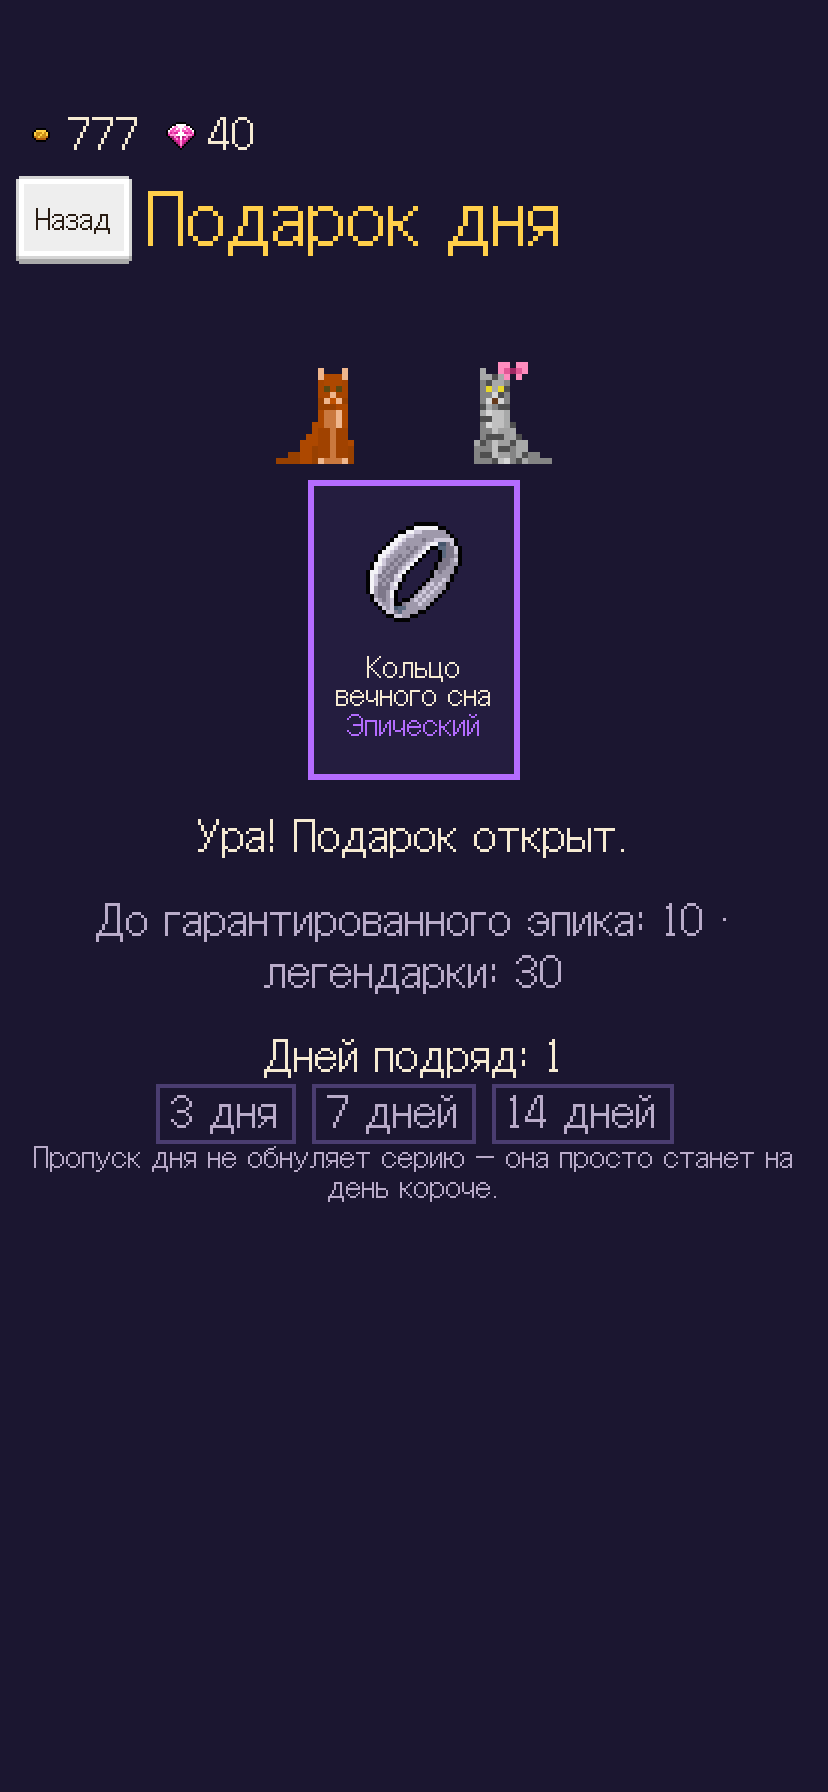 777 40
Назад
Подарок дня
Кольцо
вечного сна
Эпический
Ура! Подарок открыт.
До гарантированного эпика: 10 ·
легендарки: 30
Дней подряд: 1
3 дня 7 дней 14 дней
Пропуск дня не обнуляет серию — она просто станет на
день короче.